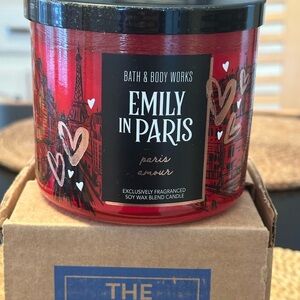 BATH & BODY WORKS
EMILY
IN PARIS
paris
amour
EXCLUSIVELY FRAGRANCED
SOY WAX BLEND CANDLE
THE